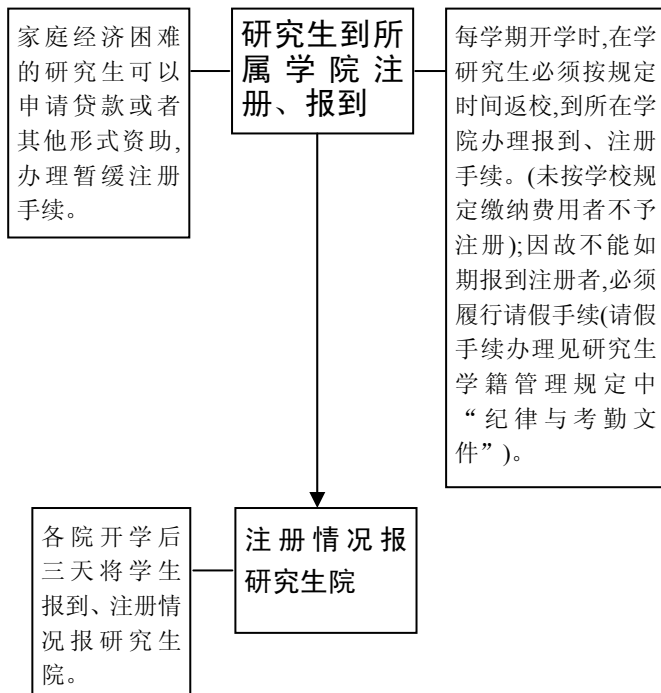 家庭经济困难
的研究生可以
申请贷款或者
其他形式资助,
办理暂缓注册
手续。
研究生到所
属学院注
册、报到
每学期开学时,在学
研究生必须按规定
时间返校,到所在学
院办理报到、注册
手续。(未按学校规
定缴纳费用者不予
注册);因故不能如
期报到注册者,必须
履行请假手续(请假
手续办理见研究生
学籍管理规定中
“纪律与考勤文
件”)。
各院开学后
三天将学生
报到、注册情
况报研究生
院。
注册情况报
研究生院